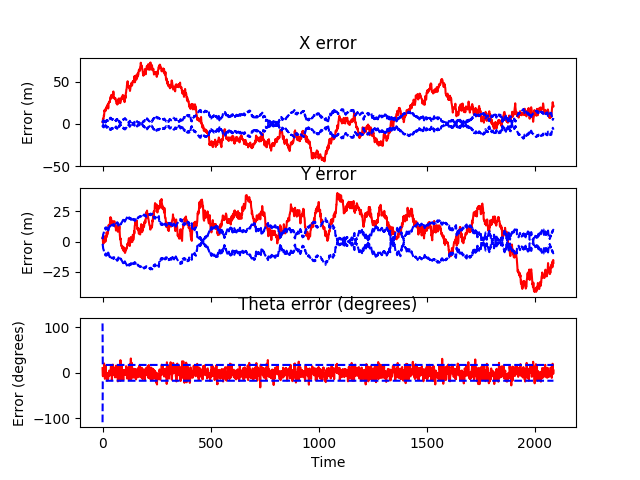 X error
Error (m)
50
0
−50
Y error
Error (m)
25
0
−25
Theta error (degrees)
Error (degrees)
100
0
−100
0
500
1000
1500
2000
Time